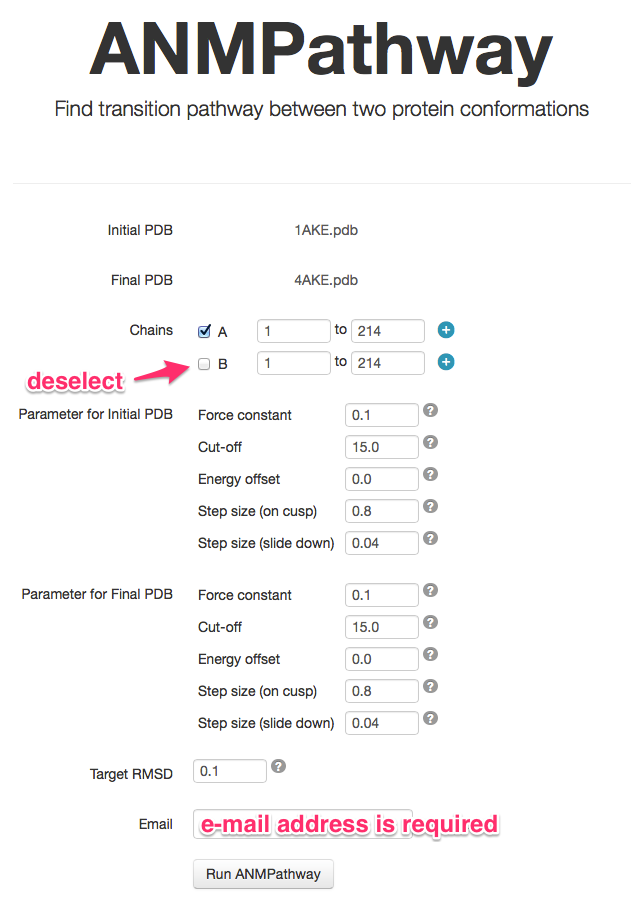 ANMPathway
Find transition pathway between two protein conformations
Initial PDB 1AKE.pdb
Final PDB 4AKE.pdb
Chains A 1 to 214 +
B 1 to 214 +
deselect
Parameter for Initial PDB Force constant 0.1 ?
Cut-off 15.0 ?
Energy offset 0.0 ?
Step size (on cusp) 0.8 ?
Step size (slide down) 0.04 ?
Parameter for Final PDB Force constant 0.1 ?
Cut-off 15.0 ?
Energy offset 0.0 ?
Step size (on cusp) 0.8 ?
Step size (slide down) 0.04 ?
Target RMSD 0.1 ?
Email e-mail address is required
Run ANMPathway